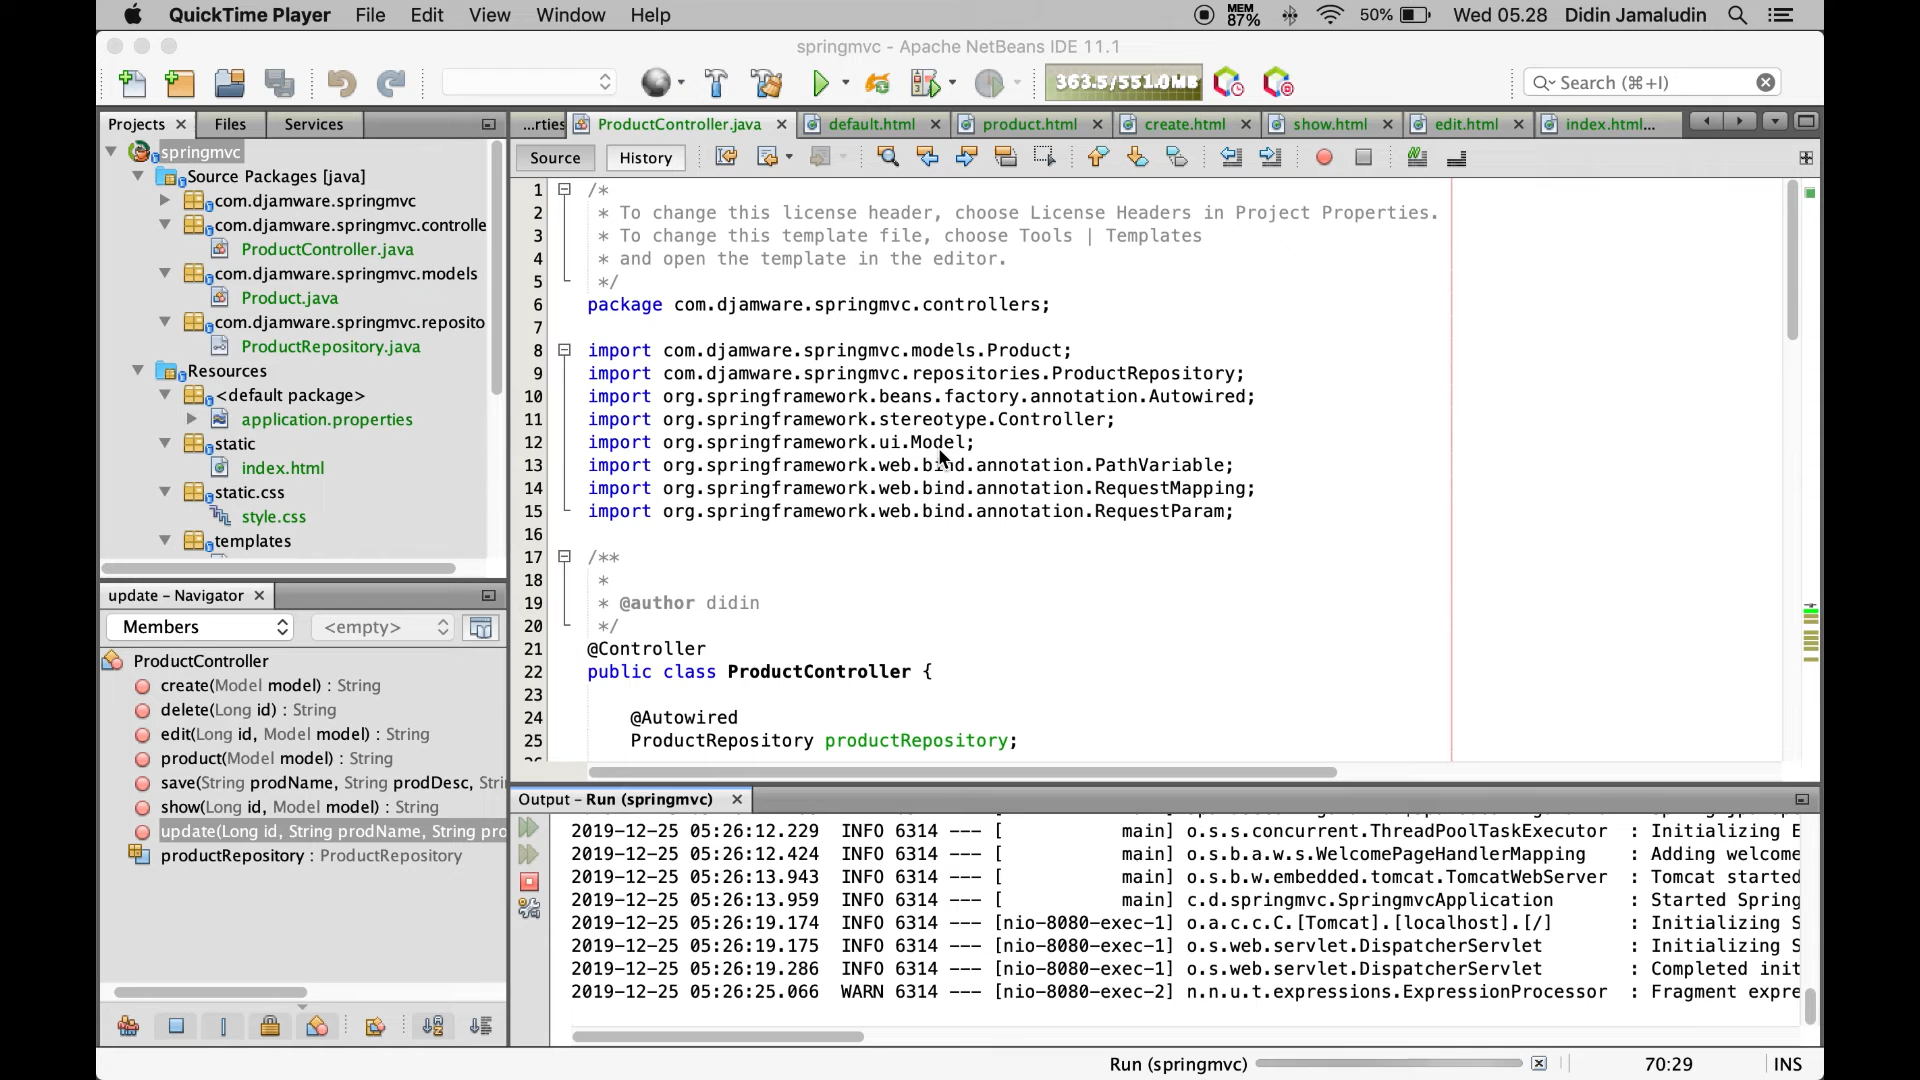 QuickTime Player File Edit View Window Help MEM 87% 50% Wed 05.28 Didin Jamaludin
springmvc - Apache NetBeans IDE 11.1
363.5/551.0MB Search (⌘+I)
Projects Files Services
...rties ProductController.java default.html product.html create.html show.html edit.html index.html...
Source History
springmvc
Source Packages [java]
com.djamware.springmvc
com.djamware.springmvc.controlle
ProductController.java
com.djamware.springmvc.models
Product.java
com.djamware.springmvc.reposito
ProductRepository.java
Resources
<default package>
application.properties
static
index.html
static.css
style.css
templates
update – Navigator
Members <empty>
ProductController
create(Model model) : String
delete(Long id) : String
edit(Long id, Model model) : String
product(Model model) : String
save(String prodName, String prodDesc, Stri
show(Long id, Model model) : String
update(Long id, String prodName, String pro
productRepository : ProductRepository
1 /*
2 * To change this license header, choose License Headers in Project Properties.
3 * To change this template file, choose Tools | Templates
4 * and open the template in the editor.
5 */
6 package com.djamware.springmvc.controllers;
7
8 import com.djamware.springmvc.models.Product;
9 import com.djamware.springmvc.repositories.ProductRepository;
10 import org.springframework.beans.factory.annotation.Autowired;
11 import org.springframework.stereotype.Controller;
12 import org.springframework.ui.Model;
13 import org.springframework.web.bind.annotation.PathVariable;
14 import org.springframework.web.bind.annotation.RequestMapping;
15 import org.springframework.web.bind.annotation.RequestParam;
16
17 /**
18 *
19 * @author didin
20 */
21 @Controller
22 public class ProductController {
23
24 @Autowired
25 ProductRepository productRepository;
Output – Run (springmvc)
2019-12-25 05:26:12.229 INFO 6314 --- [ main] o.s.s.concurrent.ThreadPoolTaskExecutor : Initializing E
2019-12-25 05:26:12.424 INFO 6314 --- [ main] o.s.b.a.w.s.WelcomePageHandlerMapping : Adding welcome
2019-12-25 05:26:13.943 INFO 6314 --- [ main] o.s.b.w.embedded.tomcat.TomcatWebServer : Tomcat started
2019-12-25 05:26:13.959 INFO 6314 --- [ main] c.d.springmvc.SpringmvcApplication : Started Spring
2019-12-25 05:26:19.174 INFO 6314 --- [nio-8080-exec-1] o.a.c.c.C.[Tomcat].[localhost].[/] : Initializing S
2019-12-25 05:26:19.175 INFO 6314 --- [nio-8080-exec-1] o.s.web.servlet.DispatcherServlet : Initializing S
2019-12-25 05:26:19.286 INFO 6314 --- [nio-8080-exec-1] o.s.web.servlet.DispatcherServlet : Completed init
2019-12-25 05:26:25.066 WARN 6314 --- [nio-8080-exec-2] n.n.u.t.expressions.ExpressionProcessor : Fragment expre
Run (springmvc) 70:29 INS